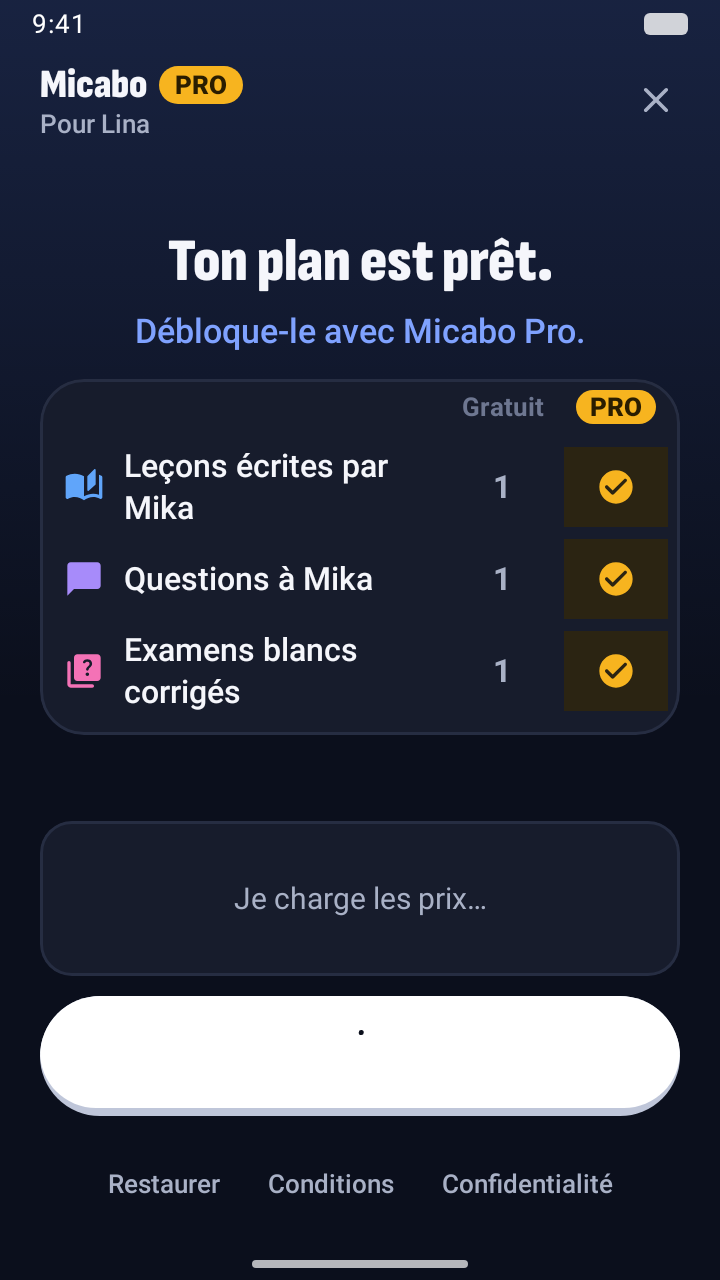 9:41
Micabo PRO
Pour Lina
Ton plan est prêt.
Débloque-le avec Micabo Pro.
Gratuit PRO
Leçons écrites par
Mika
1
Questions à Mika 1
Examens blancs
corrigés
1
Je charge les prix…
Restaurer Conditions Confidentialité